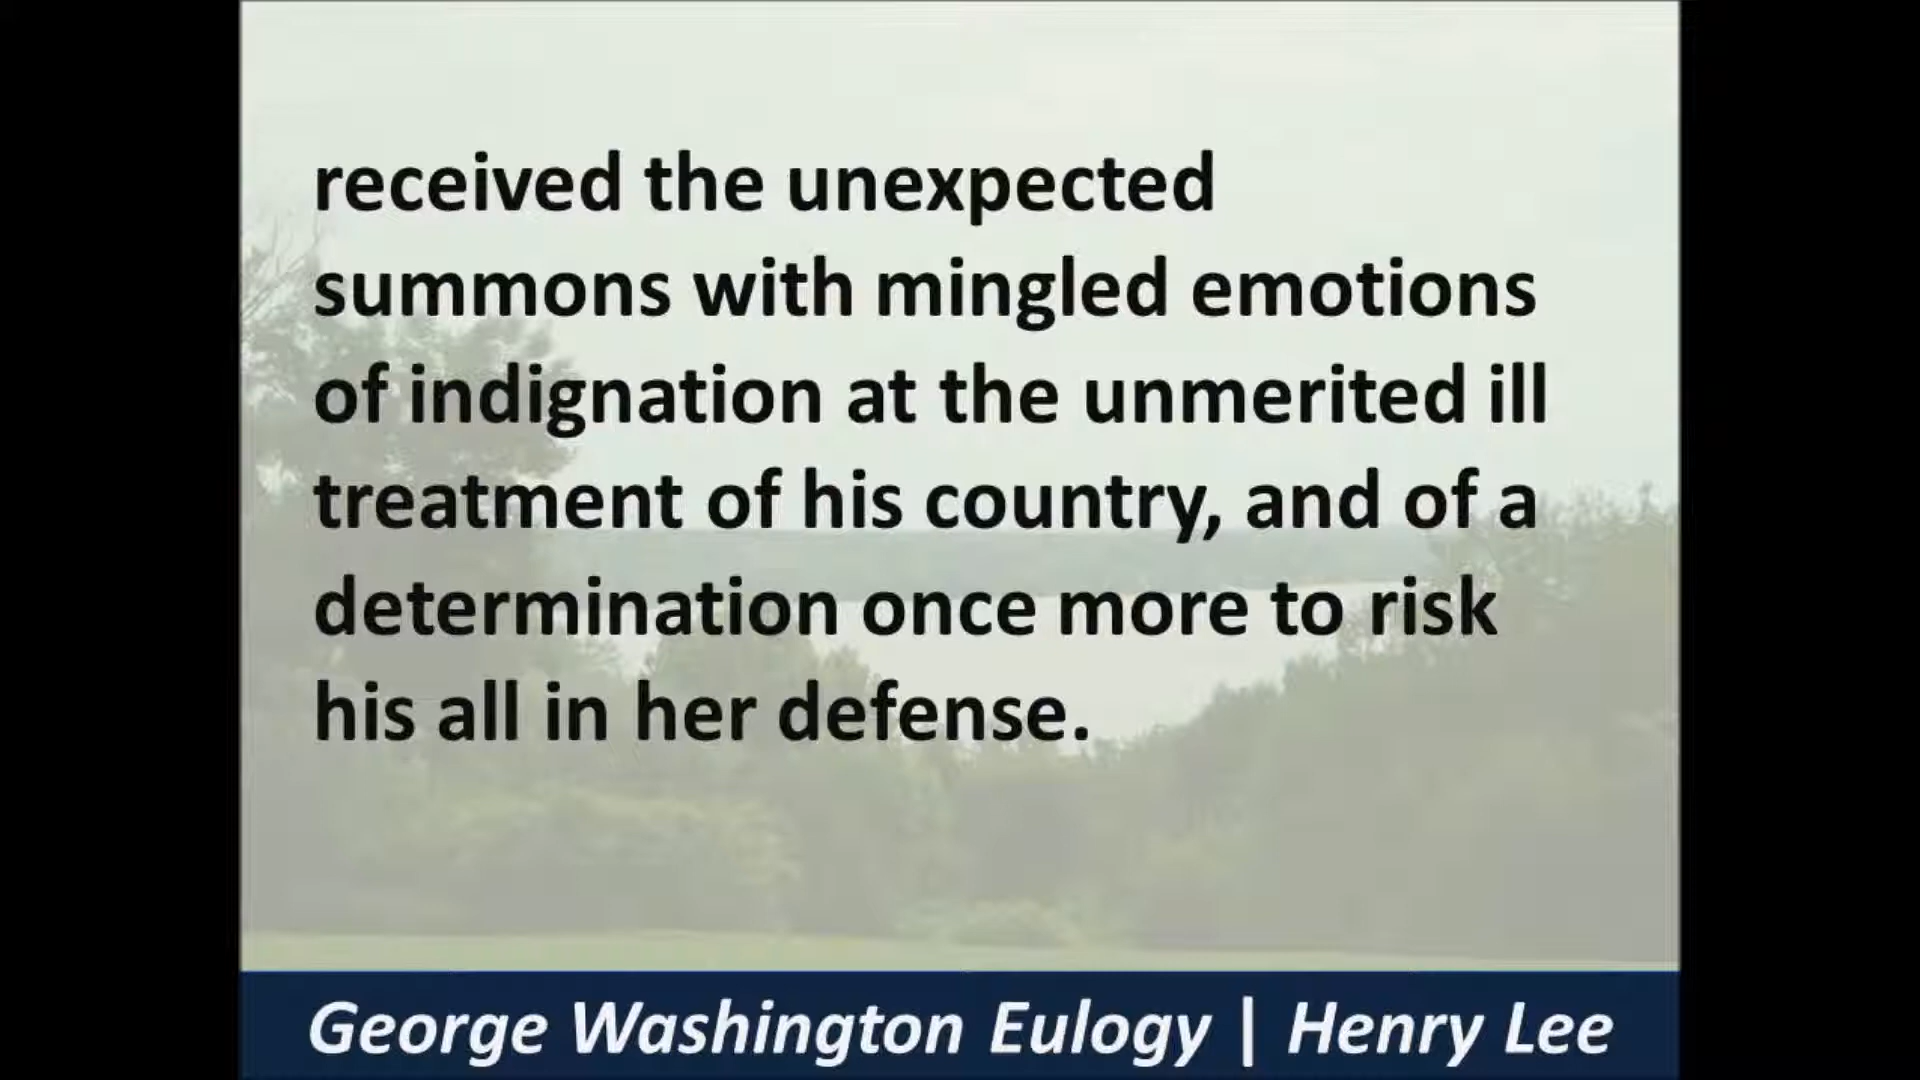 received the unexpected
summons with mingled emotions
of indignation at the unmerited ill
treatment of his country, and of a
determination once more to risk
his all in her defense.
George Washington Eulogy | Henry Lee